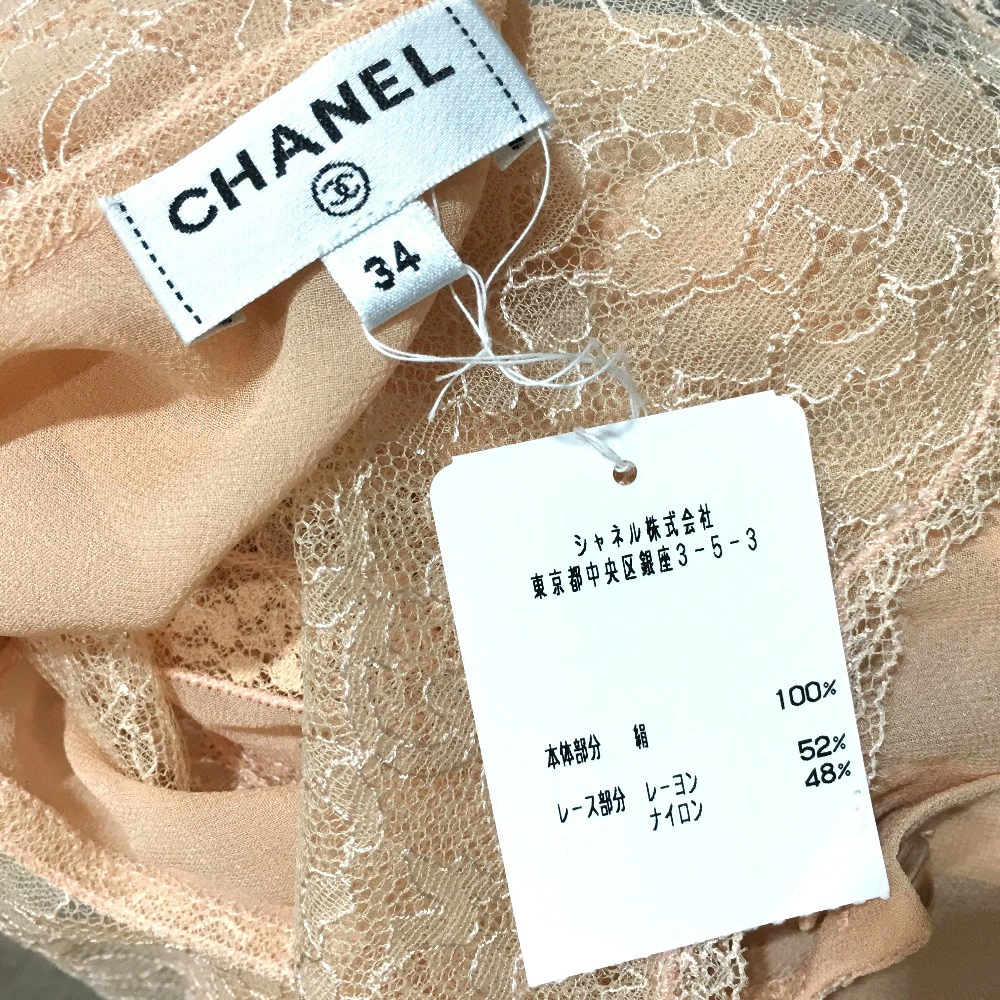 CHANEL
34
シャネル株式会社
東京都中央区銀座3-5-3
本体部分 絹 100%
レース部分 レーヨン 52%
ナイロン 48%